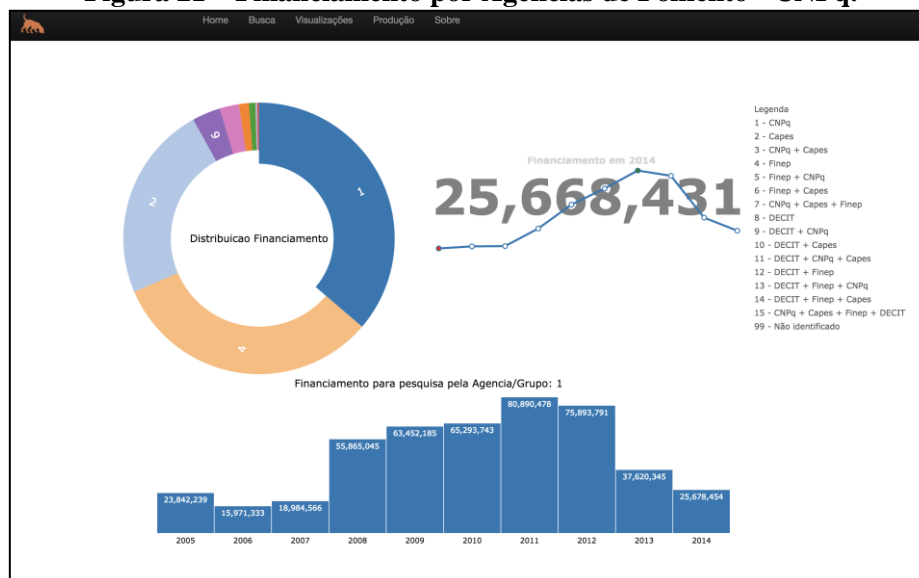 Figura – Financiamento por Agências de Fomento - CNPq.
Home Busca Visualizações Produção Sobre
1
2
4
Distribuicao Financiamento
Financiamento em 2014
25,668,431
Legenda
1 - CNPq
2 - Capes
3 - CNPq + Capes
4 - Finep
5 - Finep + CNPq
6 - Finep + Capes
7 - CNPq + Capes + Finep
8 - DECIT
9 - DECIT + CNPq
10 - DECIT + Capes
11 - DECIT + CNPq + Capes
12 - DECIT + Finep
13 - DECIT + Finep + CNPq
14 - DECIT + Finep + Capes
15 - CNPq + Capes + Finep + DECIT
99 - Não identificado
Financiamento para pesquisa pela Agencia/Grupo: 1
23,842,239 15,971,333 18,984,566 55,865,045 63,452,185 65,293,743 80,890,478 75,893,791 37,620,345 25,678,454
2005 2006 2007 2008 2009 2010 2011 2012 2013 2014